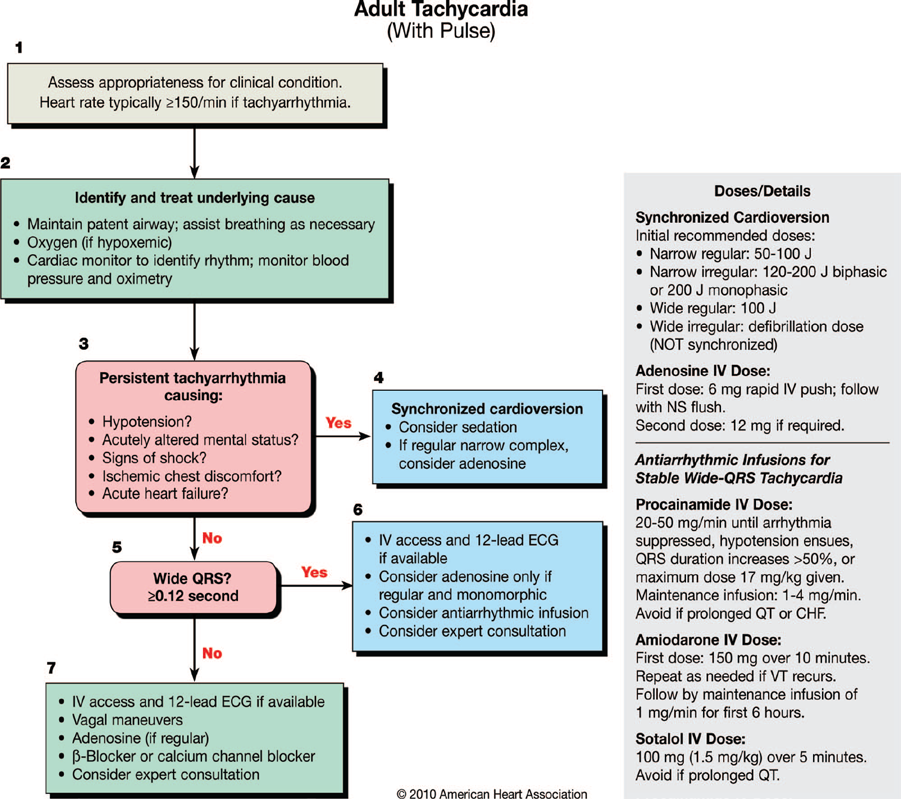 Adult Tachycardia
(With Pulse)
1
Assess appropriateness for clinical condition.
Heart rate typically ≥150/min if tachyarrhythmia.
2
Identify and treat underlying cause
• Maintain patent airway; assist breathing as necessary
• Oxygen (if hypoxemic)
• Cardiac monitor to identify rhythm; monitor blood
pressure and oximetry
3
Persistent tachyarrhythmia
causing:
• Hypotension?
• Acutely altered mental status?
• Signs of shock?
• Ischemic chest discomfort?
• Acute heart failure?
Yes
4
Synchronized cardioversion
• Consider sedation
• If regular narrow complex,
consider adenosine
No
5
Wide QRS?
≥0.12 second
Yes
6
• IV access and 12-lead ECG
if available
• Consider adenosine only if
regular and monomorphic
• Consider antiarrhythmic infusion
• Consider expert consultation
No
7
• IV access and 12-lead ECG if available
• Vagal maneuvers
• Adenosine (if regular)
• β-Blocker or calcium channel blocker
• Consider expert consultation
Doses/Details
Synchronized Cardioversion
Initial recommended doses:
• Narrow regular: 50-100 J
• Narrow irregular: 120-200 J biphasic
or 200 J monophasic
• Wide regular: 100 J
• Wide irregular: defibrillation dose
(NOT synchronized)
Adenosine IV Dose:
First dose: 6 mg rapid IV push; follow
with NS flush.
Second dose: 12 mg if required.
Antiarrhythmic Infusions for
Stable Wide-QRS Tachycardia
Procainamide IV Dose:
20-50 mg/min until arrhythmia
suppressed, hypotension ensues,
QRS duration increases >50%, or
maximum dose 17 mg/kg given.
Maintenance infusion: 1-4 mg/min.
Avoid if prolonged QT or CHF.
Amiodarone IV Dose:
First dose: 150 mg over 10 minutes.
Repeat as needed if VT recurs.
Follow by maintenance infusion of
1 mg/min for first 6 hours.
Sotalol IV Dose:
100 mg (1.5 mg/kg) over 5 minutes.
Avoid if prolonged QT.
© 2010 American Heart Association